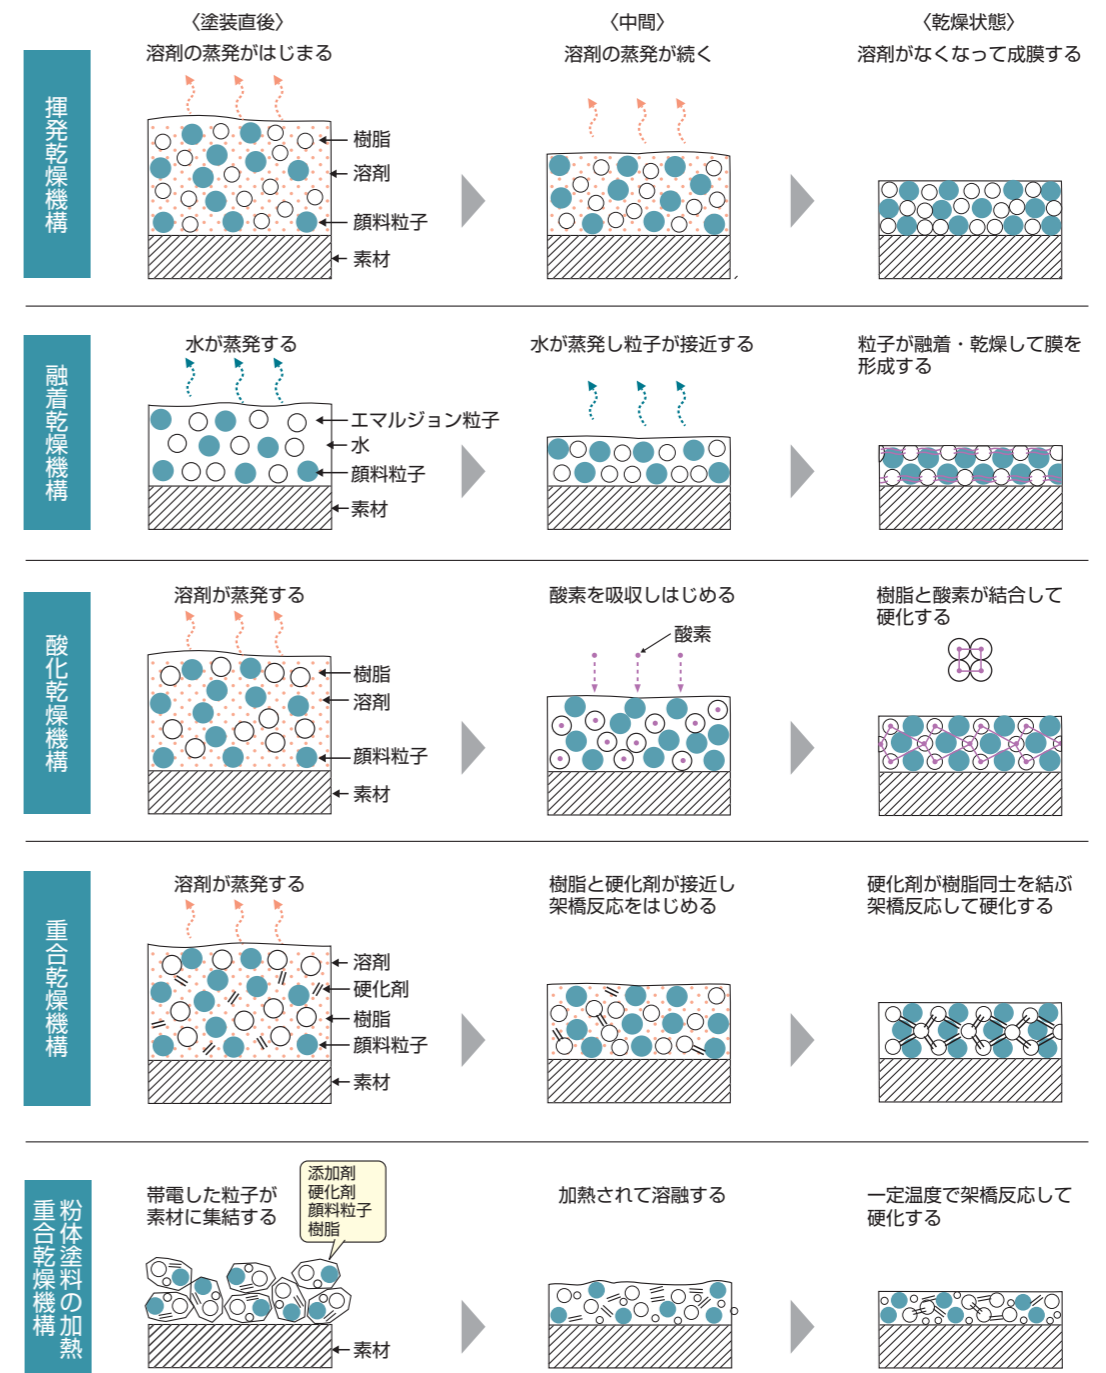 〈塗装直後〉
〈中間〉
〈乾燥状態〉
揮発乾燥機構
溶剤の蒸発がはじまる
溶剤の蒸発が続く
溶剤がなくなって成膜する
樹脂
溶剤
顔料粒子
素材
融着乾燥機構
水が蒸発する
水が蒸発し粒子が接近する
粒子が融着・乾燥して膜を
形成する
エマルジョン粒子
水
顔料粒子
素材
酸化乾燥機構
溶剤が蒸発する
酸素を吸収しはじめる
樹脂と酸素が結合して
硬化する
酸素
樹脂
溶剤
顔料粒子
素材
重合乾燥機構
溶剤が蒸発する
樹脂と硬化剤が接近し
架橋反応をはじめる
硬化剤が樹脂同士を結ぶ
架橋反応して硬化する
溶剤
硬化剤
樹脂
顔料粒子
素材
粉体塗料の加熱
重合乾燥機構
帯電した粒子が
素材に集結する
添加剤
硬化剤
顔料粒子
樹脂
加熱されて溶融する
一定温度で架橋反応して
硬化する
素材